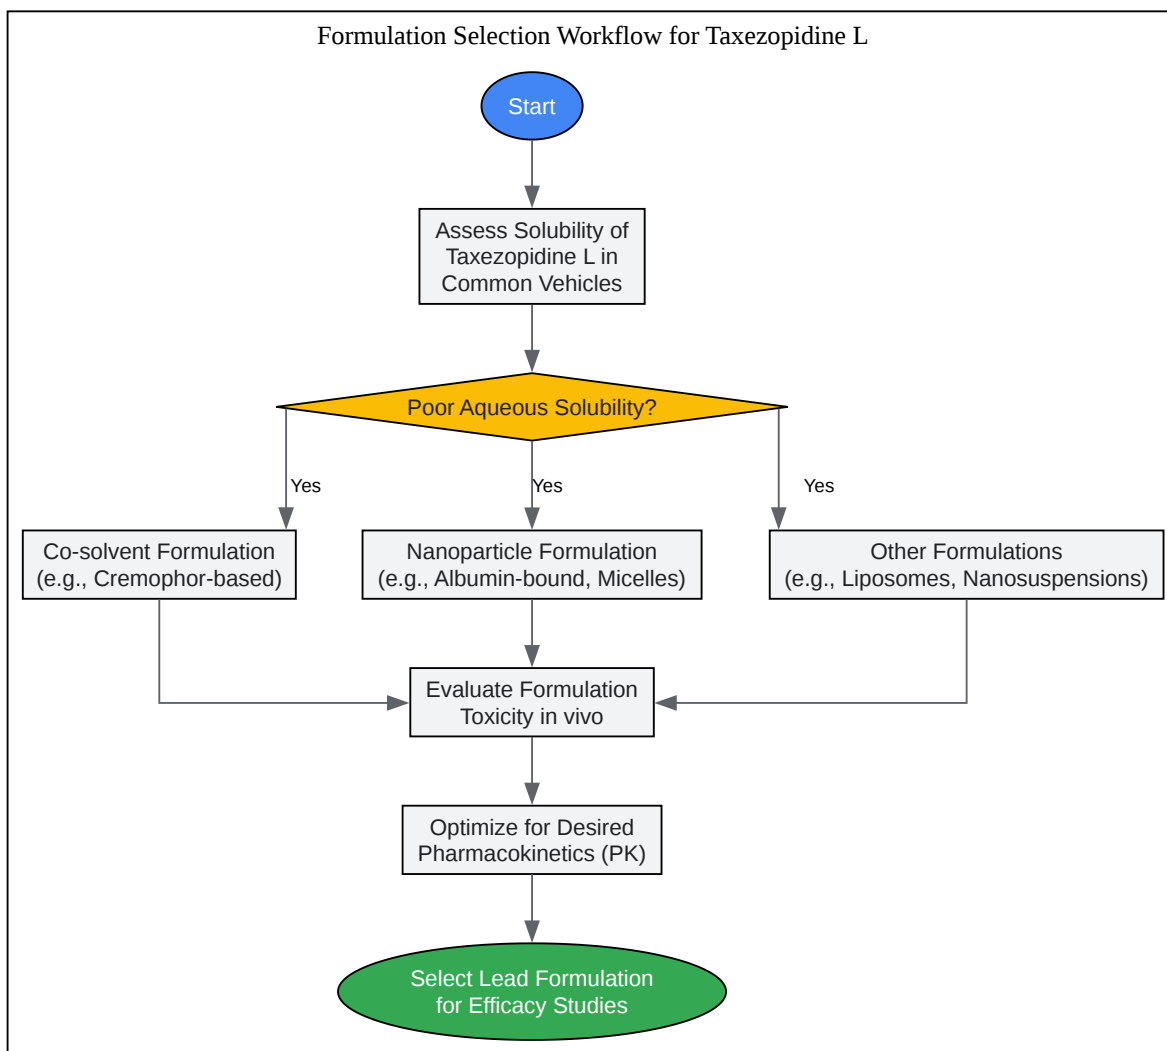 Formulation Selection Workflow for Taxezopidine L
Start
Assess Solubility of
Taxezopidine L in
Common Vehicles
Poor Aqueous Solubility?
Yes
Yes
Yes
Co-solvent Formulation
(e.g., Cremophor-based)
Nanoparticle Formulation
(e.g., Albumin-bound, Micelles)
Other Formulations
(e.g., Liposomes, Nanosuspensions)
Evaluate Formulation
Toxicity in vivo
Optimize for Desired
Pharmacokinetics (PK)
Select Lead Formulation
for Efficacy Studies